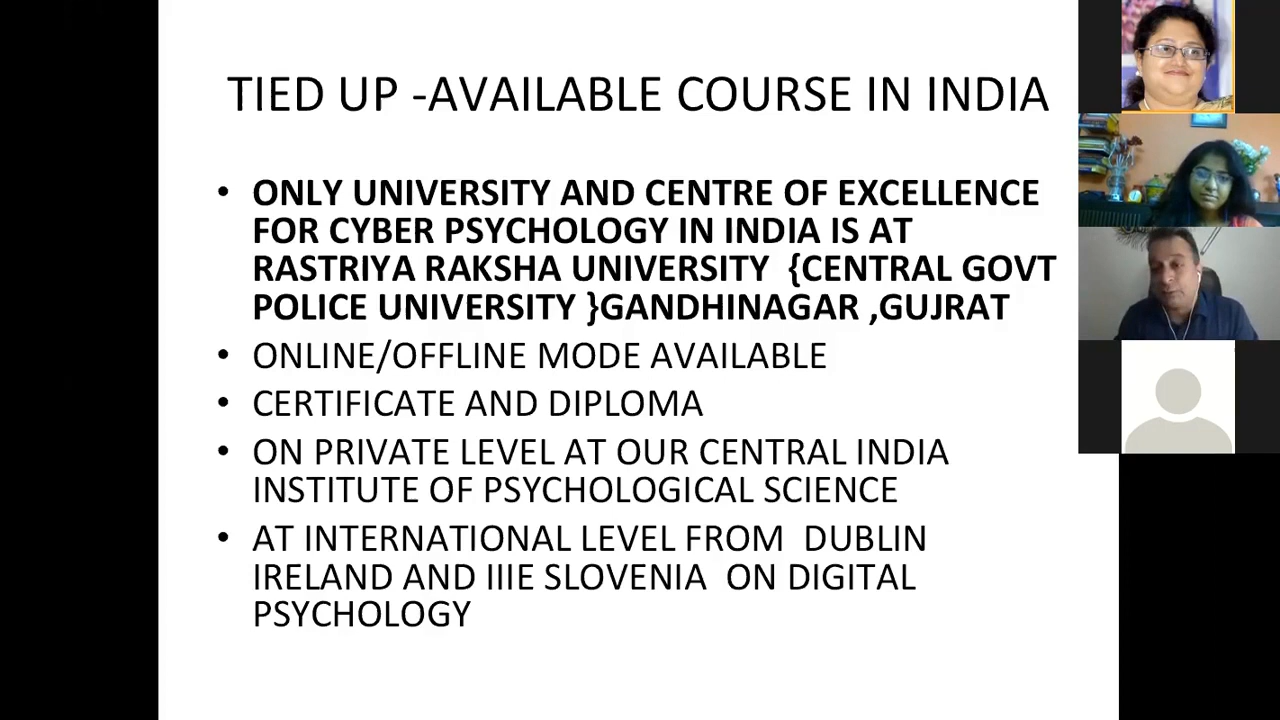 TIED UP -AVAILABLE COURSE IN INDIA
• ONLY UNIVERSITY AND CENTRE OF EXCELLENCE
FOR CYBER PSYCHOLOGY IN INDIA IS AT
RASTRIYA RAKSHA UNIVERSITY {CENTRAL GOVT
POLICE UNIVERSITY }GANDHINAGAR ,GUJRAT
• ONLINE/OFFLINE MODE AVAILABLE
• CERTIFICATE AND DIPLOMA
• ON PRIVATE LEVEL AT OUR CENTRAL INDIA
INSTITUTE OF PSYCHOLOGICAL SCIENCE
• AT INTERNATIONAL LEVEL FROM DUBLIN
IRELAND AND IIIE SLOVENIA ON DIGITAL
PSYCHOLOGY